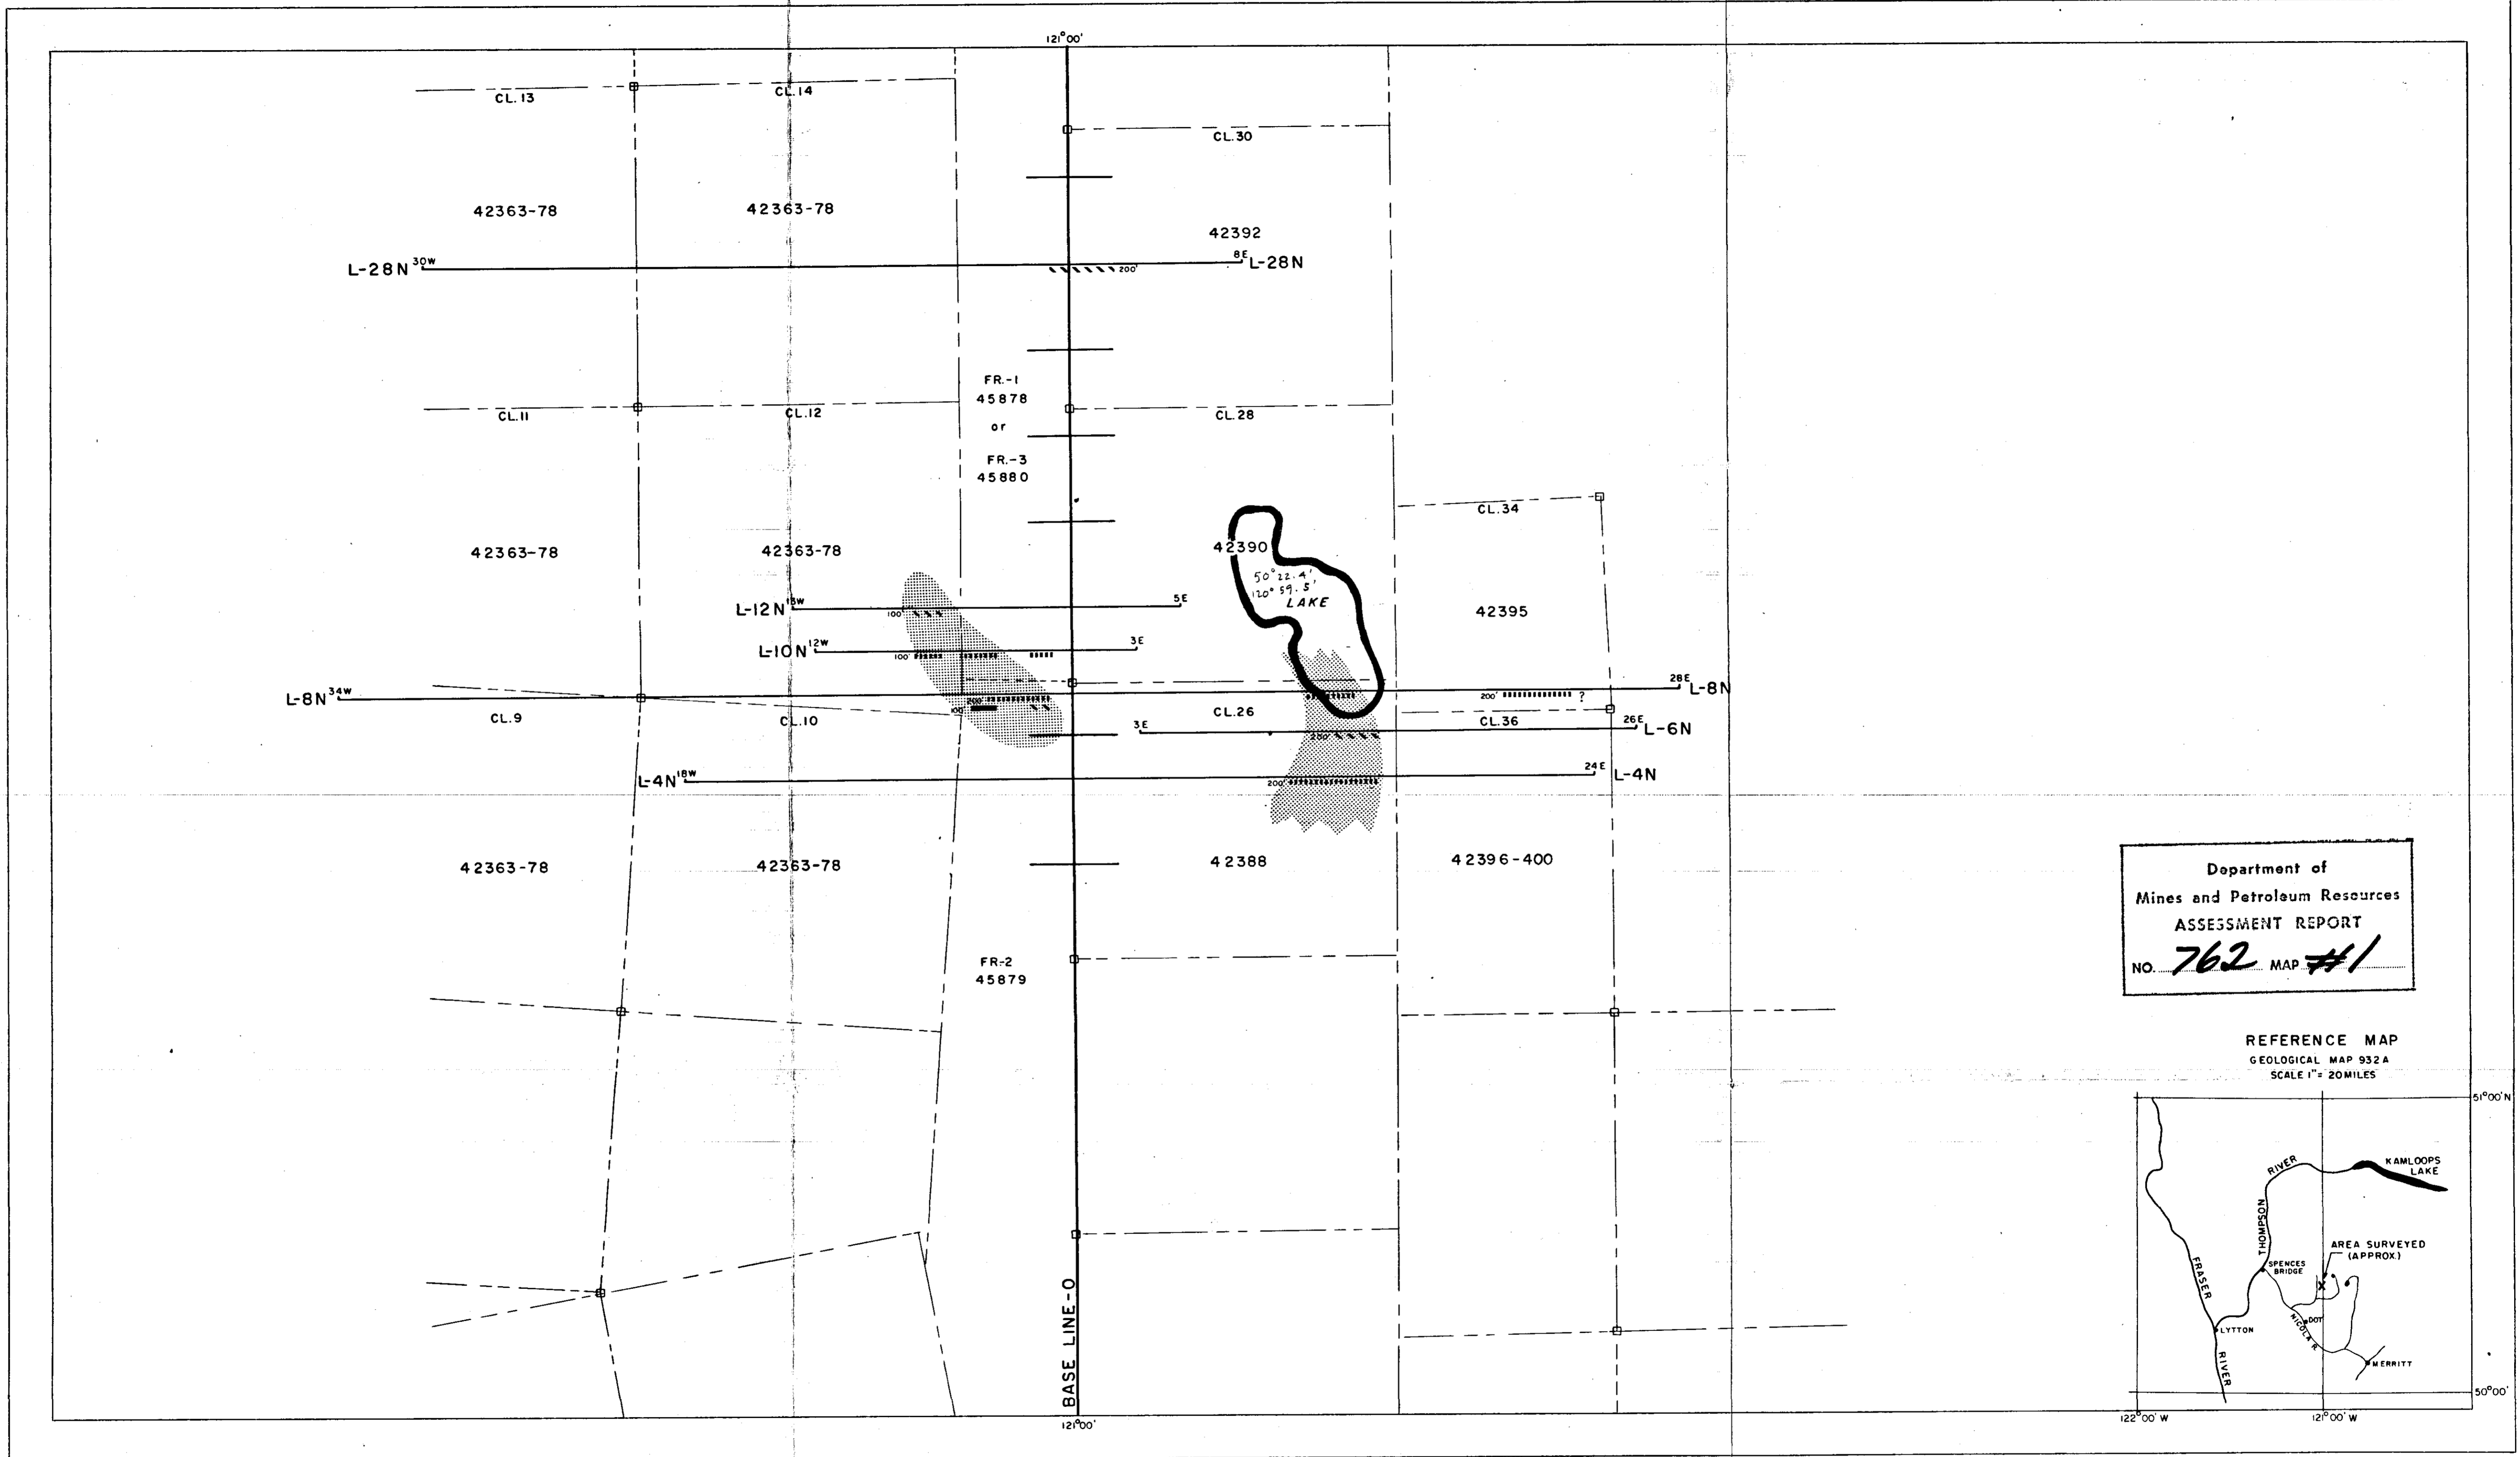 121°00'
CL.13
CL.14
CL.30
42363-78
42363-78
42392
L-28N 30W
8E L-28N
200'
FR.-1
45878
or
FR.-3
45880
CL.11
CL.12
CL.28
CL.34
42363-78
42363-78
42390
50°22.4'
120°59.5'
LAKE
42395
L-12N
5E
100'
L-10N 12W
3E
100'
L-8N 34W
28E L-8N
200'
100'
200' ?
CL.9
CL.10
CL.26
CL.36
3E
26E L-6N
200'
L-4N 18W
24E L-4N
200'
42363-78
42363-78
42388
42396-400
FR.-2
45879
BASE LINE-O
121°00'
Department of
Mines and Petroleum Resources
ASSESSMENT REPORT
NO. 762 MAP #1
REFERENCE MAP
GEOLOGICAL MAP 932A
SCALE 1" = 20 MILES
51°00'N
KAMLOOPS
LAKE
RIVER
THOMPSON
AREA SURVEYED
(APPROX.)
X
SPENCES
BRIDGE
FRASER
RIVER
LYTTON
DOT
NICOLA R.
MERRITT
50°00'
122°00' W
121°00' W